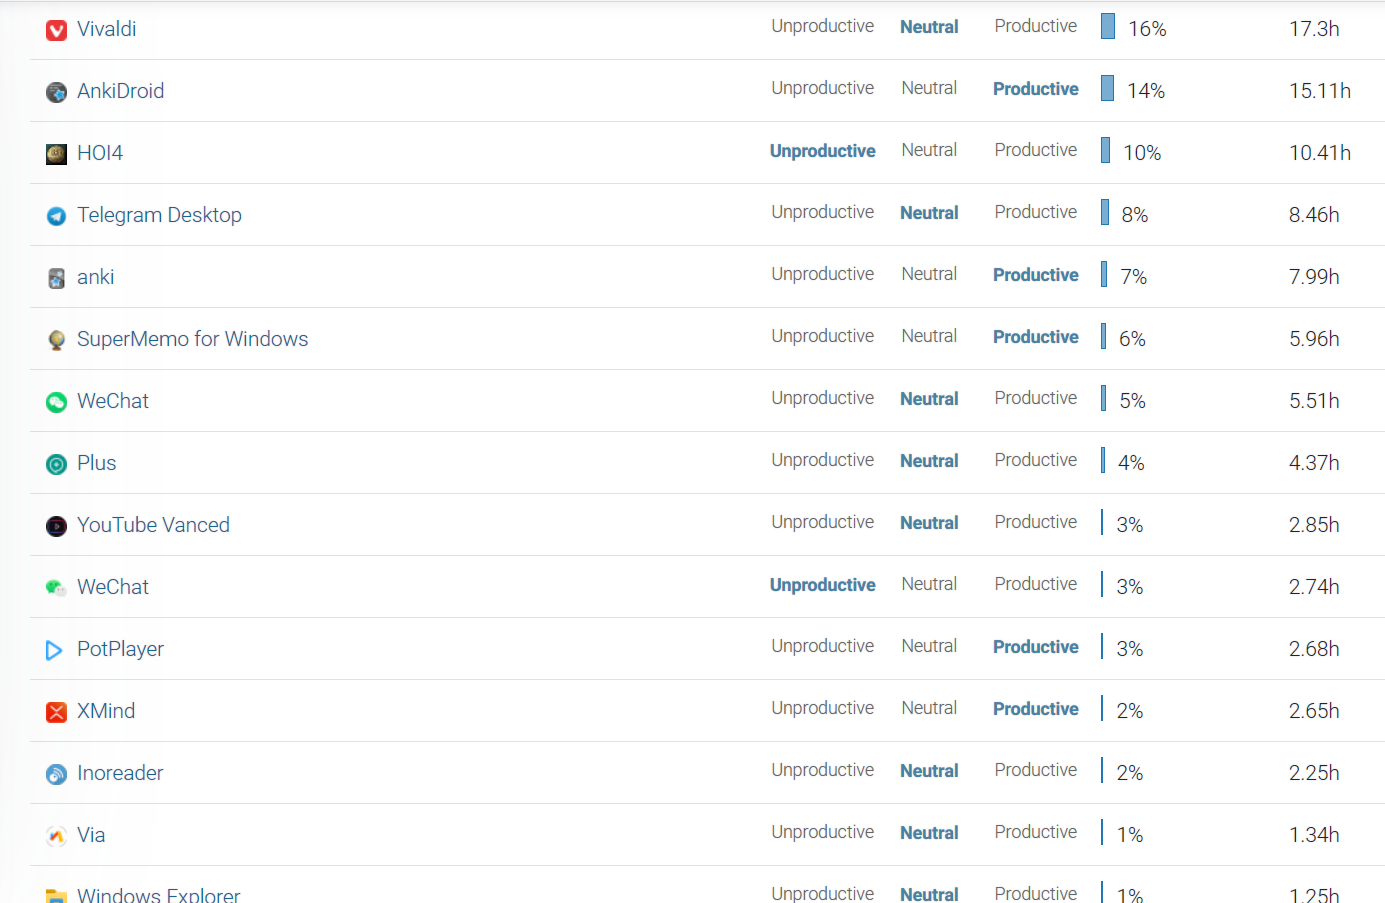 Vivaldi Unproductive Neutral Productive 16% 17.3h
AnkiDroid Unproductive Neutral Productive 14% 15.11h
HOI4 Unproductive Neutral Productive 10% 10.41h
Telegram Desktop Unproductive Neutral Productive 8% 8.46h
anki Unproductive Neutral Productive 7% 7.99h
SuperMemo for Windows Unproductive Neutral Productive 6% 5.96h
WeChat Unproductive Neutral Productive 5% 5.51h
Plus Unproductive Neutral Productive 4% 4.37h
YouTube Vanced Unproductive Neutral Productive 3% 2.85h
WeChat Unproductive Neutral Productive 3% 2.74h
PotPlayer Unproductive Neutral Productive 3% 2.68h
XMind Unproductive Neutral Productive 2% 2.65h
Inoreader Unproductive Neutral Productive 2% 2.25h
Via Unproductive Neutral Productive 1% 1.34h
Windows Explorer Unproductive Neutral Productive 1% 1.25h